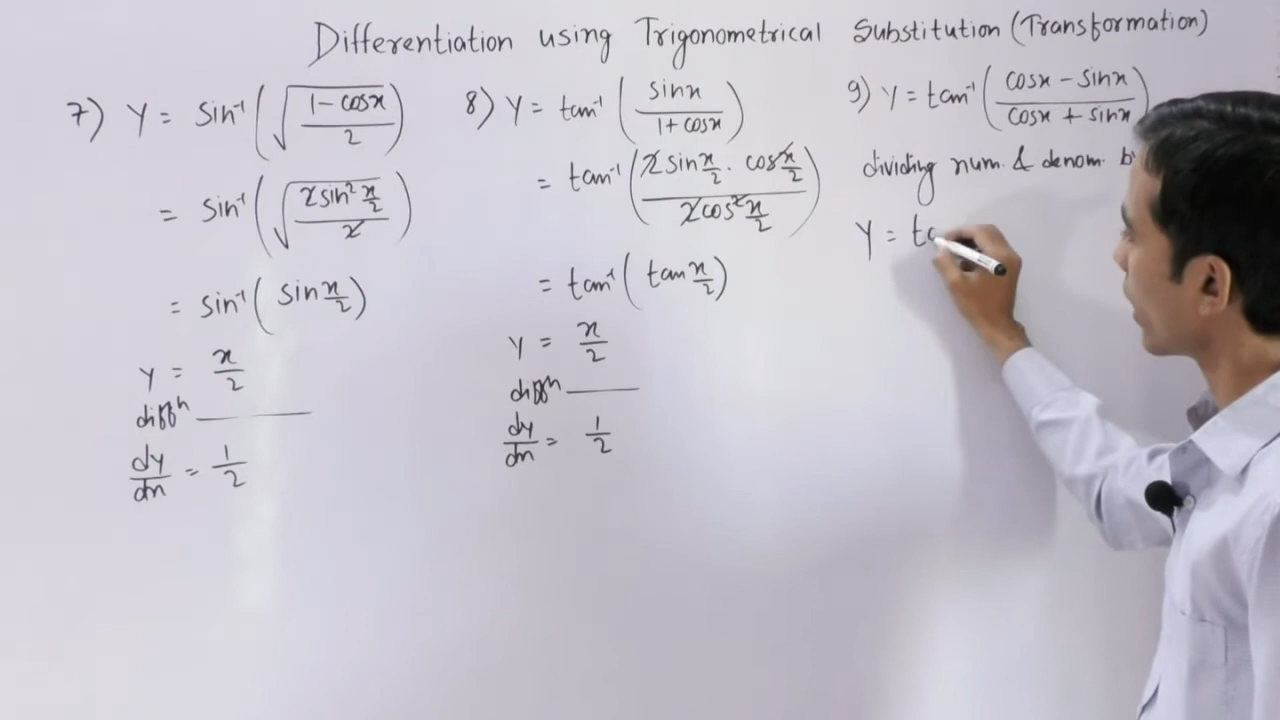 Differentiation using Trigonometrical Substitution (Transformation)
7) Y = Sin⁻¹(√((1 - cosx)/2))
= Sin⁻¹(√((2sin² x/2)/2))
= Sin⁻¹(Sin x/2)
Y = x/2
diffⁿ
dy/dx = 1/2
8) Y = tan⁻¹(sinx/(1 + cosx))
= tan⁻¹((2 sin x/2 · cos x/2)/(2cos² x/2))
= tan⁻¹(tan x/2)
Y = x/2
diffⁿ
dy/dx = 1/2
9) Y = tan⁻¹((cosx - sinx)/(cosx + sinx))
dividing num. & denom.
Y =